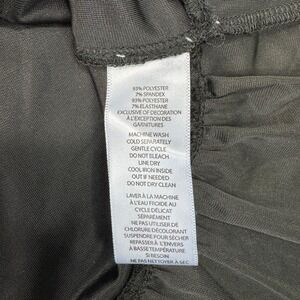 93% POLYESTER
7% SPANDEX
93% POLYESTER
7% ELASTHANE
EXCLUSIVE OF DECORATION
À L'EXCEPTION DES
GARNITURES
MACHINE WASH
COLD SEPARATELY
GENTLE CYCLE
DO NOT BLEACH
LINE DRY
COOL IRON INSIDE
OUT IF NEEDED
DO NOT DRY CLEAN
LAVER À LA MACHINE
À L'EAU FROIDE AU
CYCLE DÉLICAT
SÉPARÉMENT
NE PAS UTILISER DE
CHLORURE DÉCOLORANT
SUSPENDRE POUR SÉCHER
REPASSER À L'ENVERS
À BASSE TEMPÉRATURE
SI BESOIN
NE PAS NETTOYER À SEC